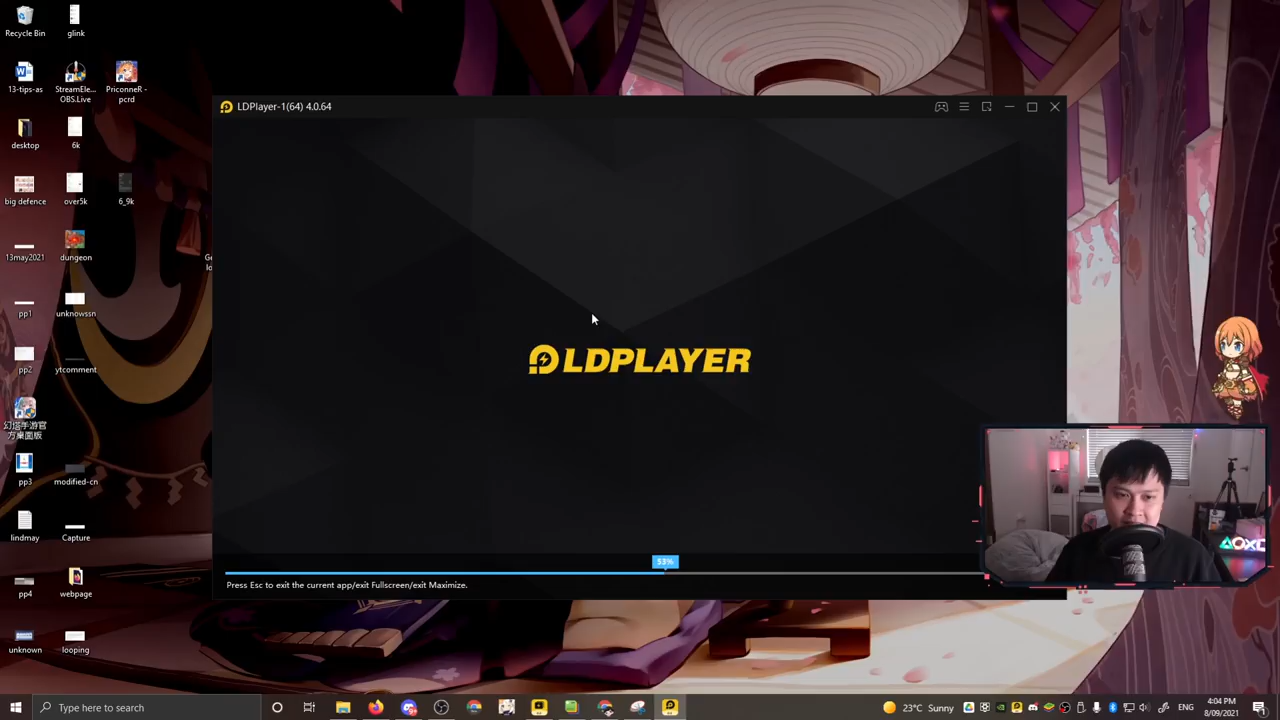 Recycle Bin
glink
13-tips-as
StreamEle...
OBS.Live
PriconneR -
pcrd
desktop
6k
big defence
over5k
6_9k
13may2021
dungeon
pp1
unknowssn
pp2
ytcomment
幻塔手游官
方桌面版
pp3
modified-cn
lindmay
Capture
pp4
webpage
unknown
looping
LDPlayer-1(64) 4.0.64
LDPLAYER
53%
Press Esc to exit the current app/exit Fullscreen/exit Maximize.
Type here to search
23°C Sunny
ENG
4:04 PM
8/09/2021